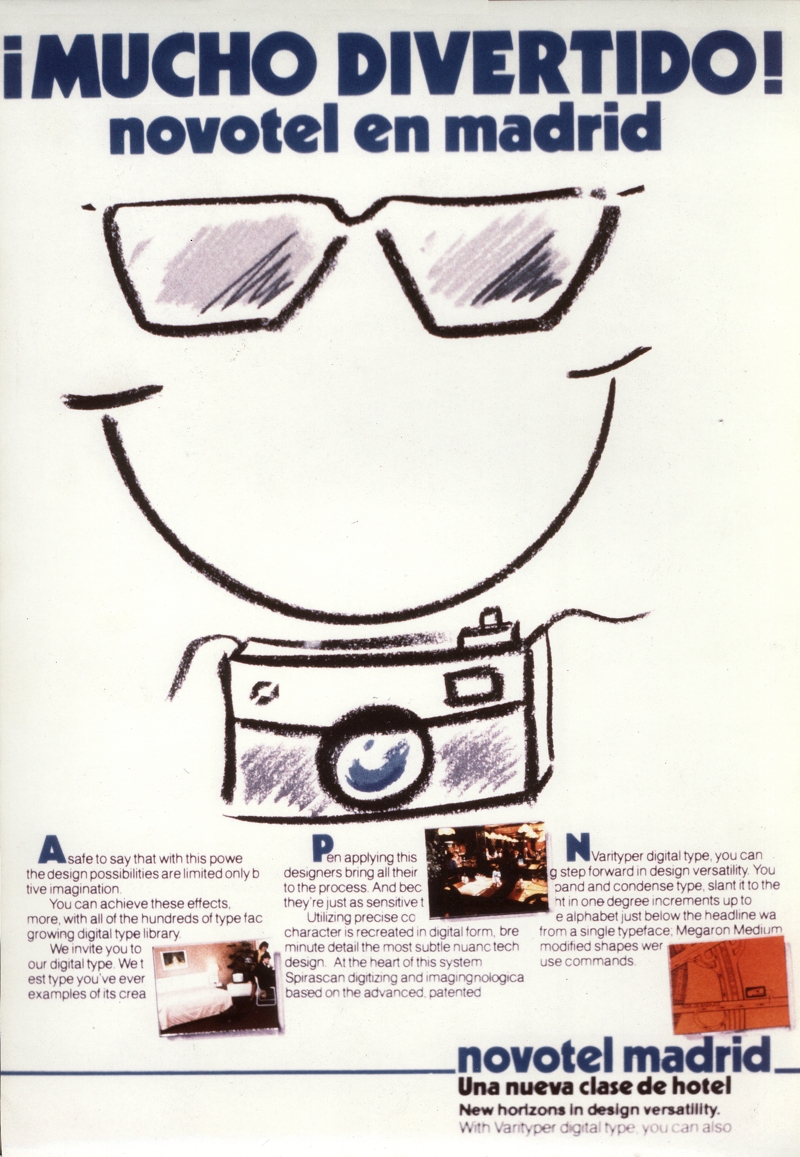 ¡MUCHO DIVERTIDO!
novotel en madrid
A safe to say that with this powe
the design possibilities are limited only b
tive imagination.
You can achieve these effects,
more, with all of the hundreds of type fac
growing digital type library.
We invite you to
our digital type. We t
est type you've ever
examples of its crea
Pen applying this
designers bring all their
to the process. And bec
they're just as sensitive t
Utilizing precise co
character is recreated in digital form, bre
minute detail the most subtle nuanc tech
design. At the heart of this system
Spirascan digitizing and imagingnologica
based on the advanced, patented
N Varityper digital type, you can
g step forward in design versatility. You
pand and condense type, slant it to the
ht in one degree increments up to
e alphabet just below the headline wa
from a single typeface; Megaron Medium
modified shapes wer
use commands.
novotel madrid
Una nueva clase de hotel
New horizons in design versatility.
With Varityper digital type, you can also